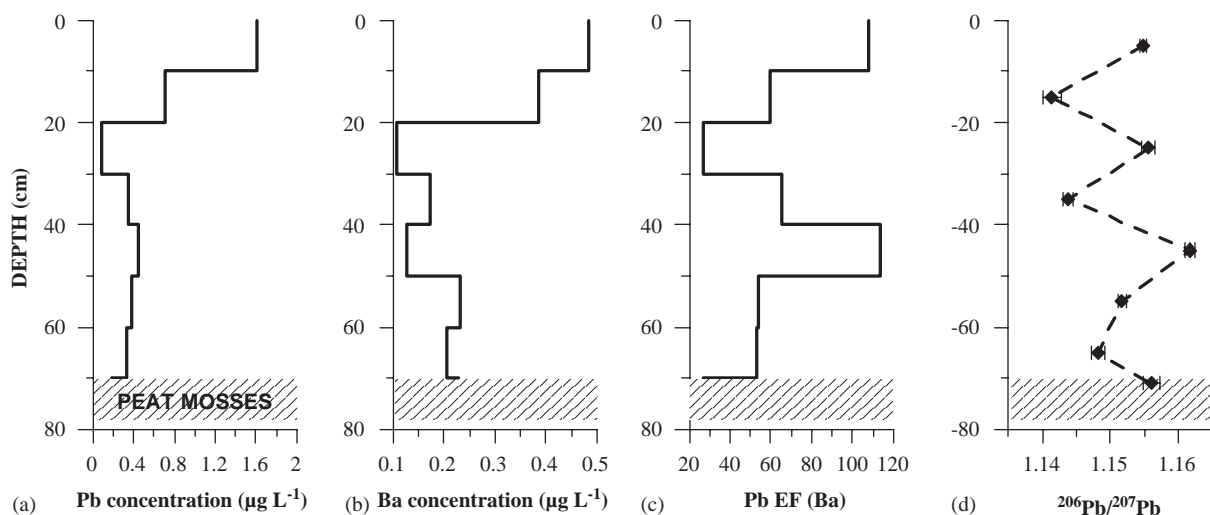 0 0 0 0
20 20 20 -20
40 40 40 -40
60 60 60 -60
80 80 80 -80
DEPTH (cm)
PEAT MOSSES
0 0.4 0.8 1.2 1.6 2
0.1 0.2 0.3 0.4 0.5
20 40 60 80 100 120
1.14 1.15 1.16
(a) Pb concentration (µg L-1)
(b) Ba concentration (µg L-1)
(c) Pb EF (Ba)
(d) 206Pb/207Pb